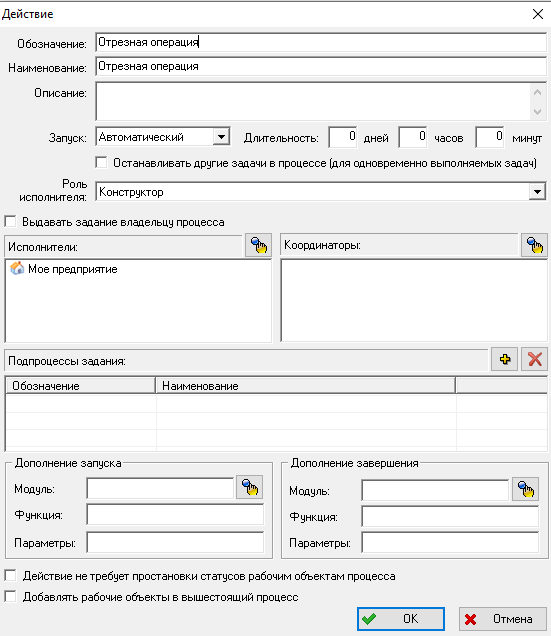 Действие
Обозначение: Отрезная операция
Наименование: Отрезная операция
Описание:
Запуск: Автоматический Длительность: 0 дней 0 часов 0 минут
Останавливать другие задачи в процессе (для одновременно выполняемых задач)
Роль
исполнителя: Конструктор
Выдавать задание владельцу процесса
Исполнители: Координаторы:
Мое предприятие
Подпроцессы задания:
Обозначение Наименование
Дополнение запуска Дополнение завершения
Модуль: Модуль:
Функция: Функция:
Параметры: Параметры:
Действие не требует простановки статусов рабочим объектам процесса
Добавлять рабочие объекты в вышестоящий процесс
OK Отмена